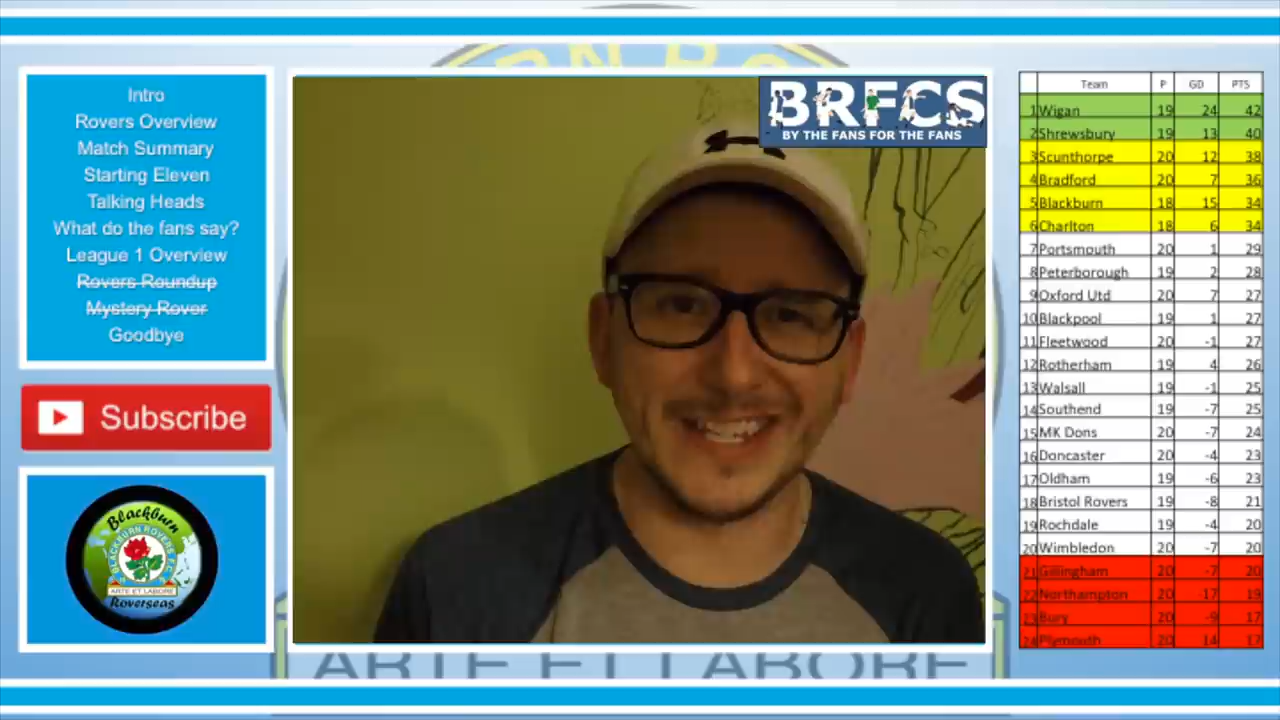 Intro
Rovers Overview
Match Summary
Starting Eleven
Talking Heads
What do the fans say?
League 1 Overview
Rovers Roundup
Mystery Rover
Goodbye
Subscribe
Blackburn
BLACKBURN ROVERS F.C.
ARTE ET LABORE
Roverseas
BRFCS
BY THE FANS FOR THE FANS
Team P GD PTS
1 Wigan 19 24 42
2 Shrewsbury 19 13 40
3 Scunthorpe 20 12 38
4 Bradford 20 7 36
5 Blackburn 18 15 34
6 Charlton 18 6 34
7 Portsmouth 20 1 29
8 Peterborough 19 2 28
9 Oxford Utd 20 7 27
10 Blackpool 19 1 27
11 Fleetwood 20 -1 27
12 Rotherham 19 4 26
13 Walsall 19 -1 25
14 Southend 19 -7 25
15 MK Dons 20 -7 24
16 Doncaster 20 -4 23
17 Oldham 19 -6 23
18 Bristol Rovers 19 -8 21
19 Rochdale 19 -4 20
20 Wimbledon 20 -7 20
21 Gillingham 20 -7 20
22 Northampton 20 -17 19
23 Bury 20 -9 17
24 Plymouth 20 14 17
ARTE ET LABORE